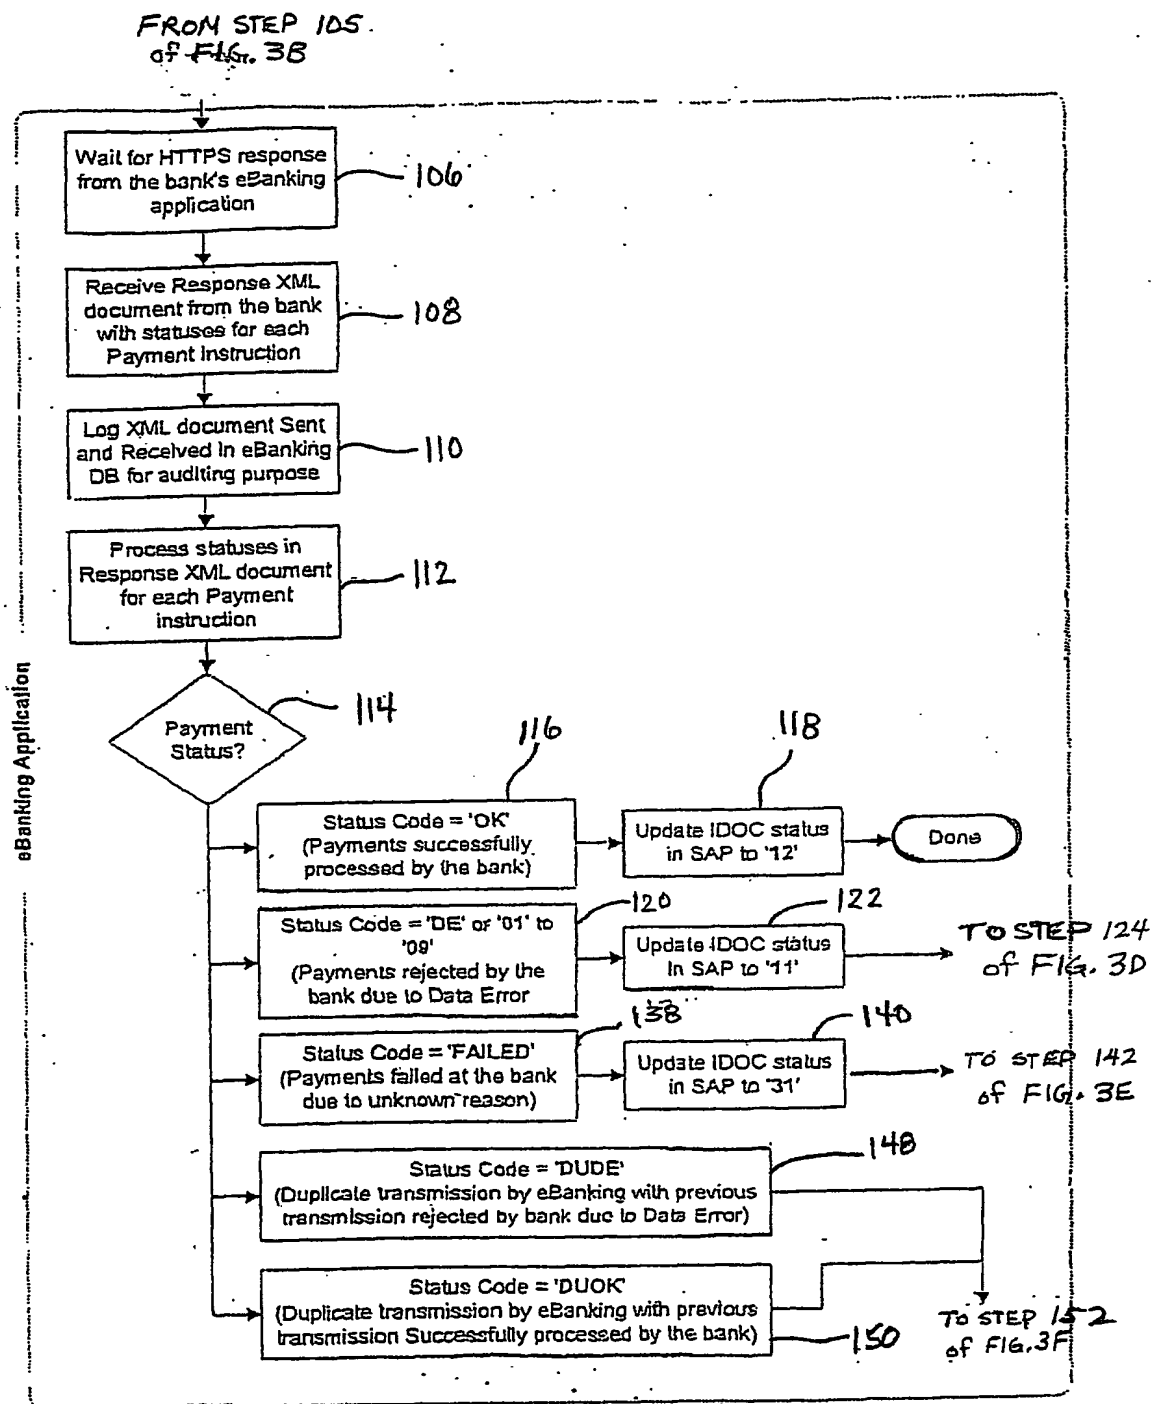 FROM STEP 105
of FIG. 3B
Wait for HTTPS response
from the bank's eBanking
application
106
Receive Response XML
document from the bank
with statuses for each
Payment Instruction
108
Log XML document Sent
and Received in eBanking
DB for auditing purpose
110
Process statuses in
Response XML document
for each Payment
instruction
112
eBanking Application
Payment
Status?
114
116
118
Status Code = 'OK'
(Payments successfully
processed by the bank)
Update IDOC status
in SAP to '12'
Done
120
122
Status Code = 'DE' or '01' to
'09'
(Payments rejected by the
bank due to Data Error
Update IDOC status
in SAP to '11'
TO STEP 124
of FIG. 3D
138
140
Status Code = 'FAILED'
(Payments failed at the bank
due to unknown reason)
Update IDOC status
in SAP to '31'
TO STEP 142
of FIG. 3E
148
Status Code = 'DUDE'
(Duplicate transmission by eBanking with previous
transmission rejected by bank due to Data Error)
Status Code = 'DUOK'
(Duplicate transmission by eBanking with previous
transmission Successfully processed by the bank)
150
TO STEP 152
of FIG. 3F